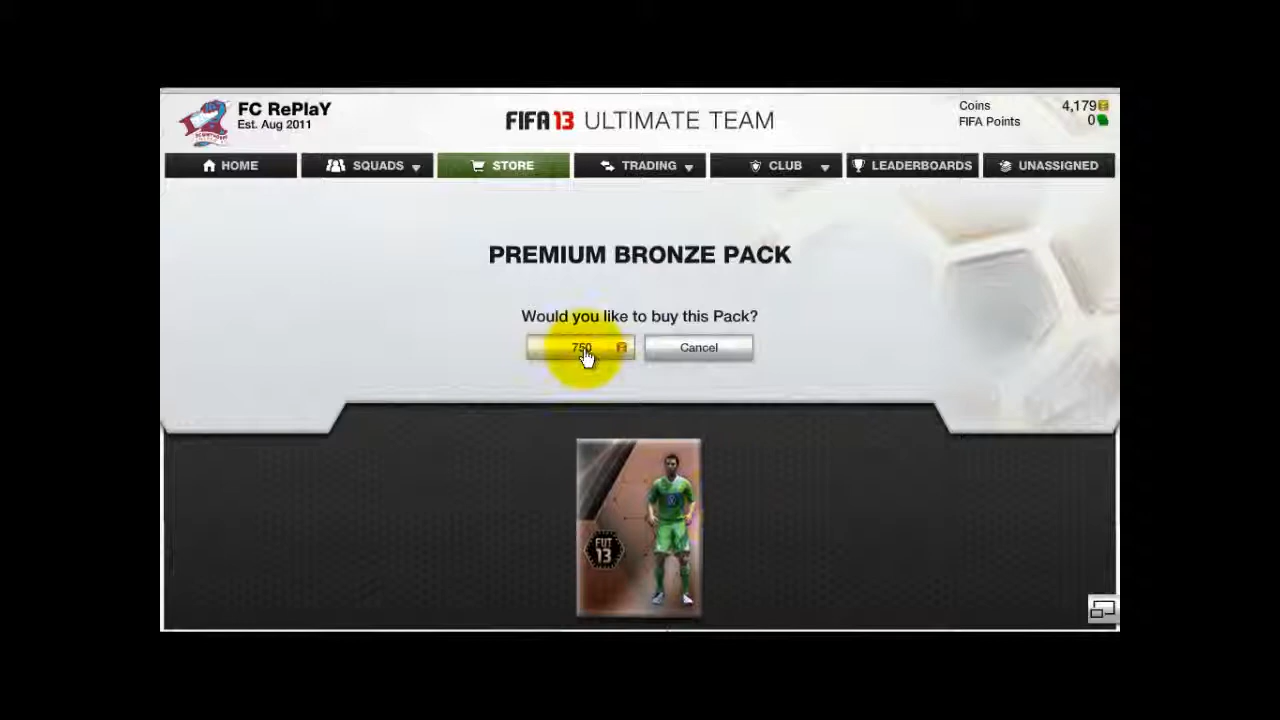 FC RePlaY
Est. Aug 2011
FIFA 13 ULTIMATE TEAM
Coins 4,179
FIFA Points 0
HOME SQUADS STORE TRADING CLUB LEADERBOARDS UNASSIGNED
PREMIUM BRONZE PACK
Would you like to buy this Pack?
750 Cancel
FUT
13